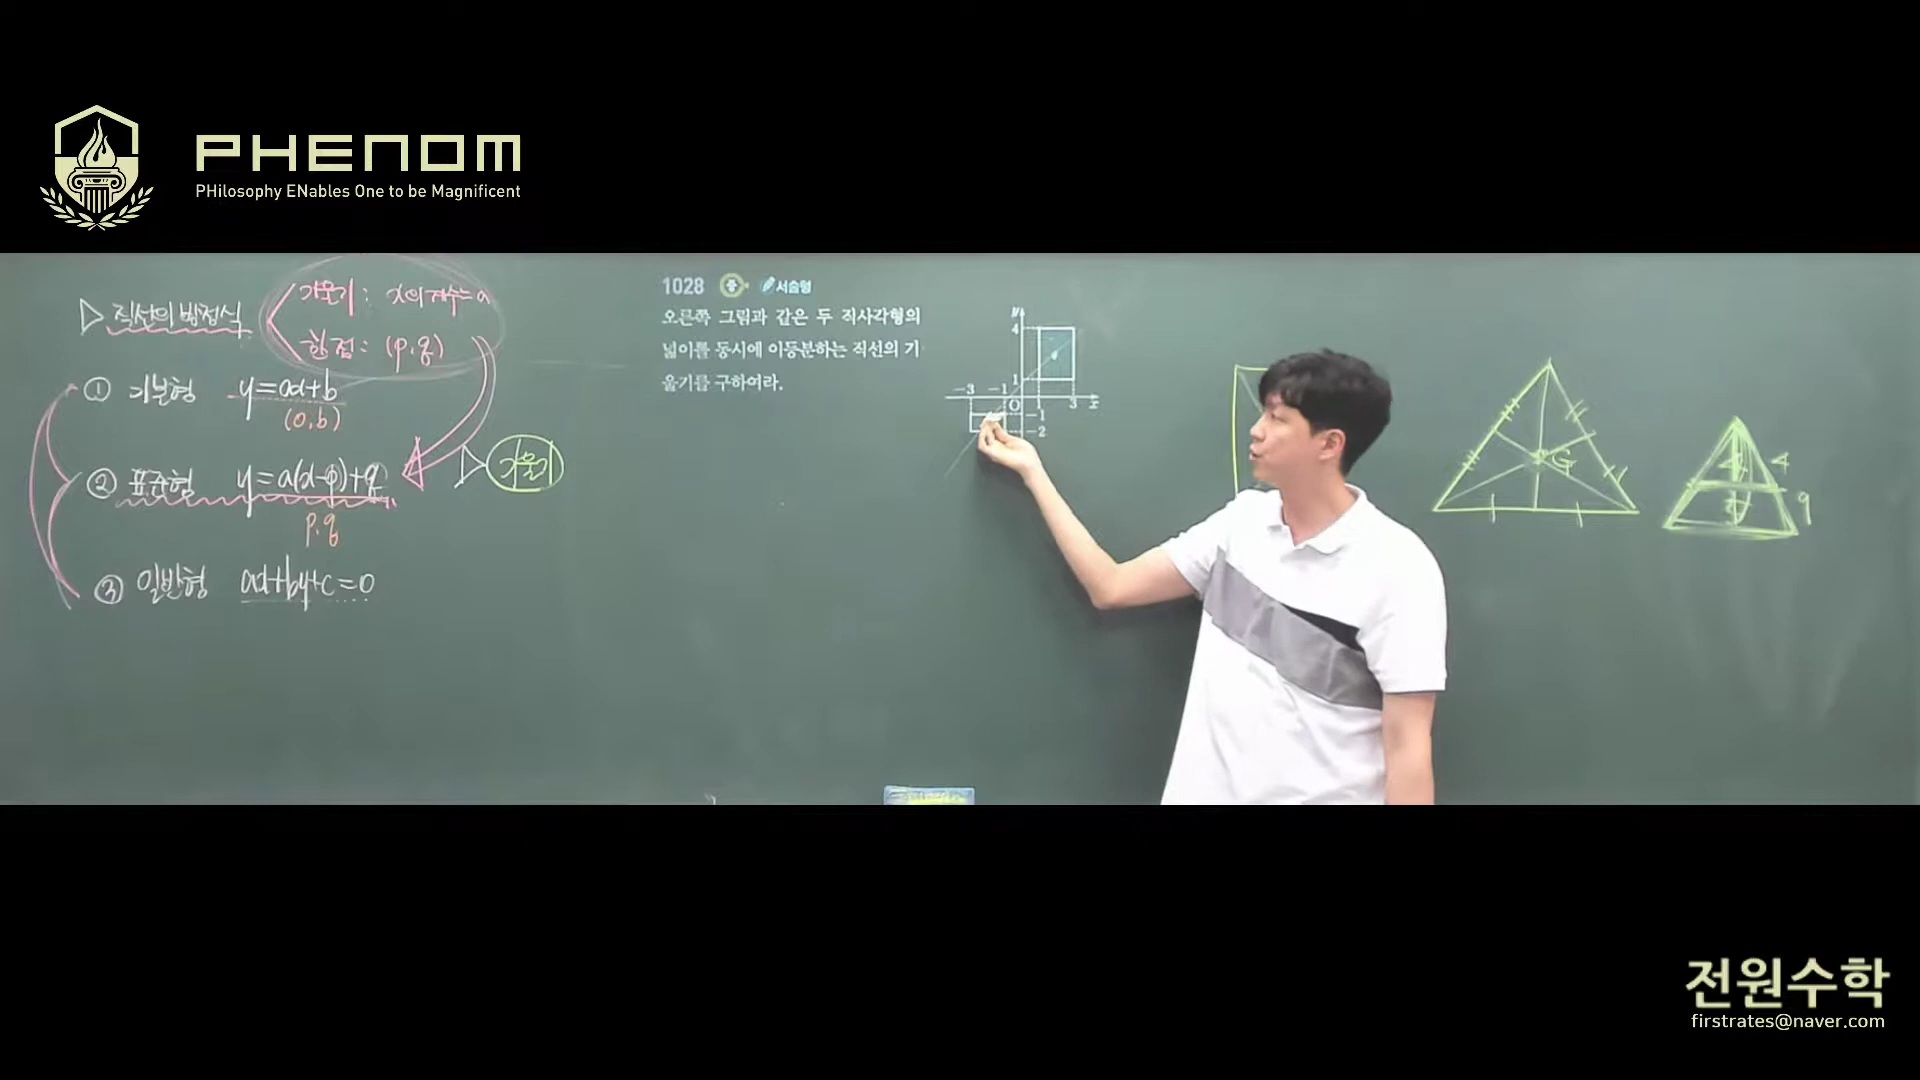 PHENOM
PHilosophy ENables One to be Magnificent
▷ 직선의 방정식
기울기 : x의 계수 = a
한 점 : (p, q)
① 기본형 y=ax+b
(0, b)
② 표준형 y=a(x-p)+q
p, q
▷ 기울기
③ 일반형 ax+by+c=0
1028 중 서술형
오른쪽 그림과 같은 두 직사각형의
넓이를 동시에 이등분하는 직선의 기
울기를 구하여라.
y
4
1
-3 -1 O 1 3 x
-1
-2
G
4
9
전원수학
firstrates@naver.com